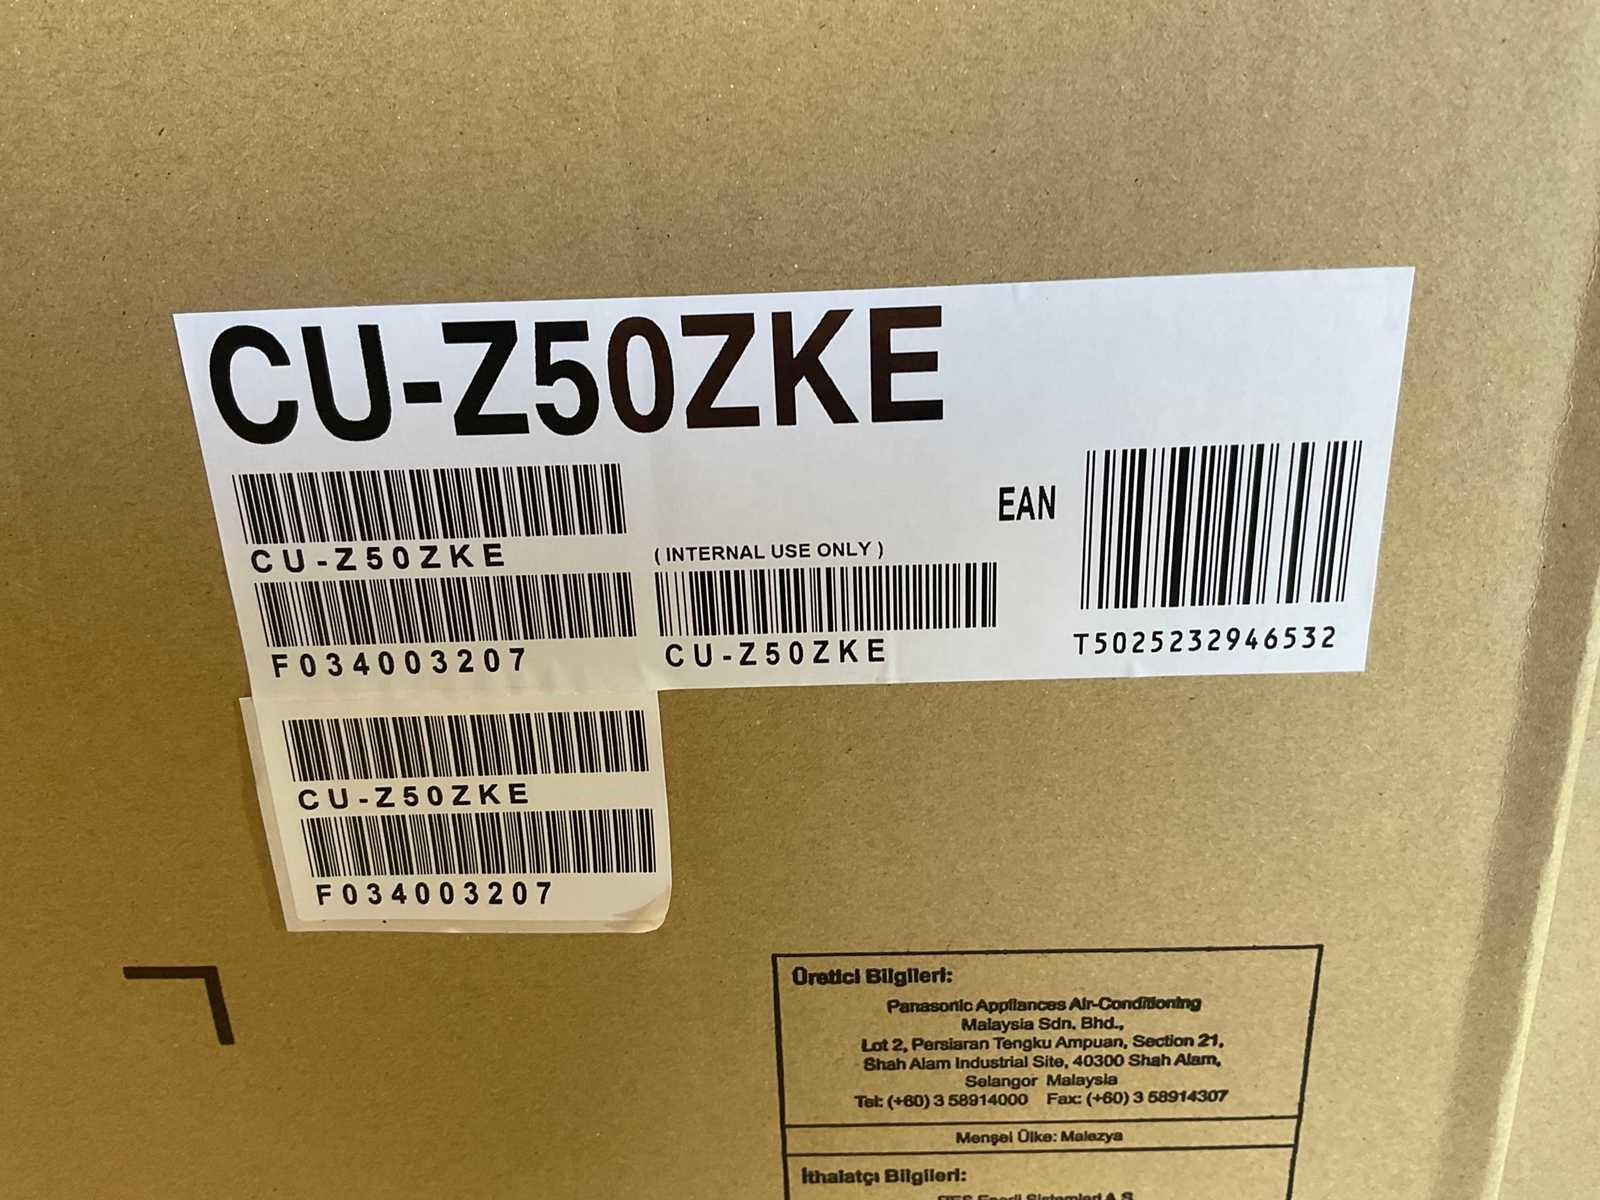 CU-Z50ZKE
CU-Z50ZKE
F034003207
(INTERNAL USE ONLY)
CU-Z50ZKE
EAN
T5025232946532
CU-Z50ZKE
F034003207
Üretici Bilgileri:
Panasonic Appliances Air-Conditioning
Malaysia Sdn. Bhd.,
Lot 2, Persiaran Tengku Ampuan, Section 21,
Shah Alam Industrial Site, 40300 Shah Alam,
Selangor Malaysia
Tel: (+60) 3 58914000 Fax: (+60) 3 58914307
Menşei Ülke: Malezya
İthalatçı Bilgileri:
Enerji Sistemleri A.Ş.